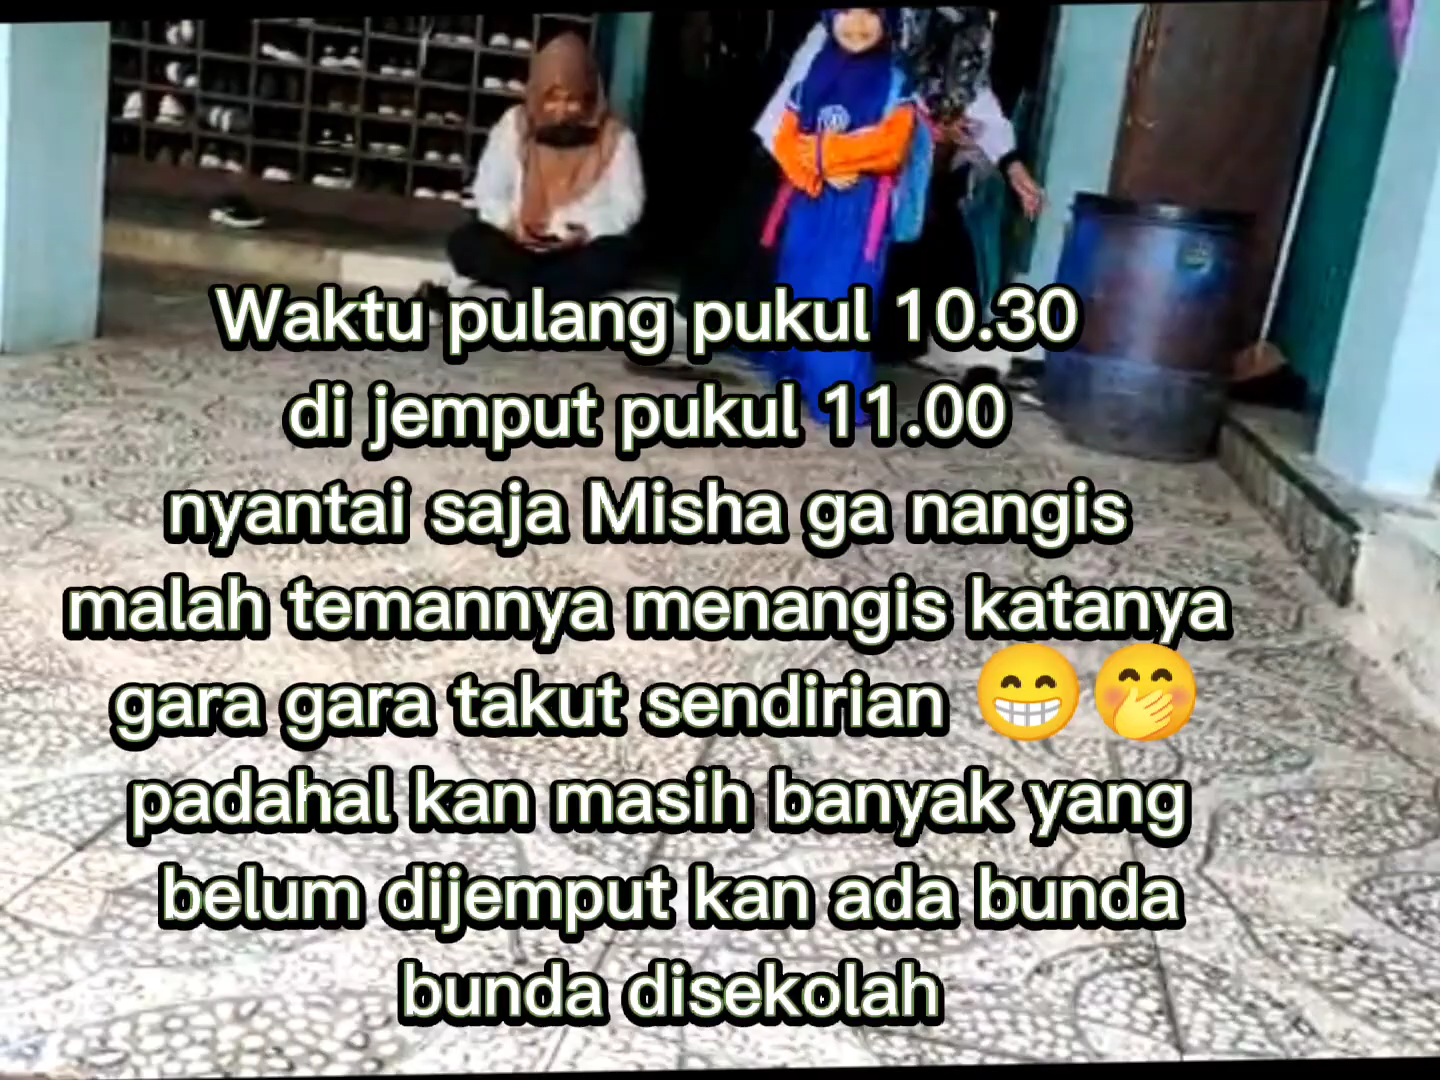 Waktu pulang pukul 10.30
di jemput pukul 11.00
nyantai saja Misha ga nangis
malah temannya menangis katanya
gara gara takut sendirian 😁🤭
padahal kan masih banyak yang
belum dijemput kan ada bunda
bunda disekolah